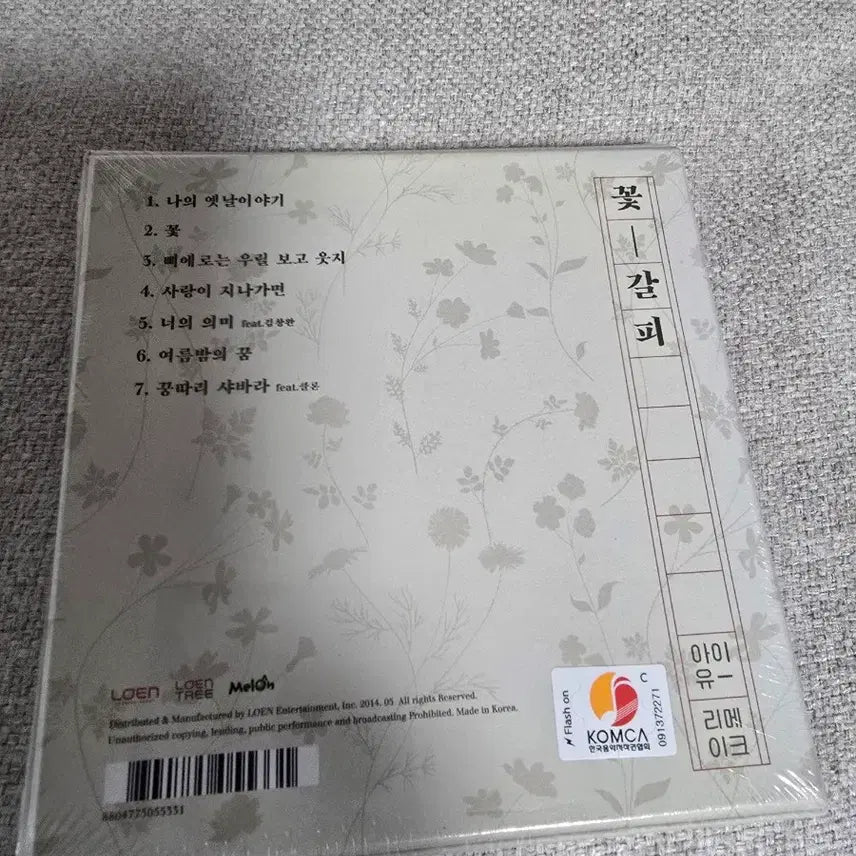 1. 나의 옛날이야기
2. 꽃
3. 삐에로는 우릴 보고 웃지
4. 사랑이 지나가면
5. 너의 의미 feat.김창완
6. 여름밤의 꿈
7. 꿍따리 샤바라 feat.클론
꽃
갈
피
아이
유
리메
이크
LOEN
LOEN
TREE
Melon
Distributed & Manufactured by LOEN Entertainment, Inc. 2014. 05 All rights Reserved.
Unauthorized copying, lending, public performance and broadcasting Prohibited. Made in Korea.
8804775055331
Flash on
KOMCA
한국음악저작권협회
C
091372271